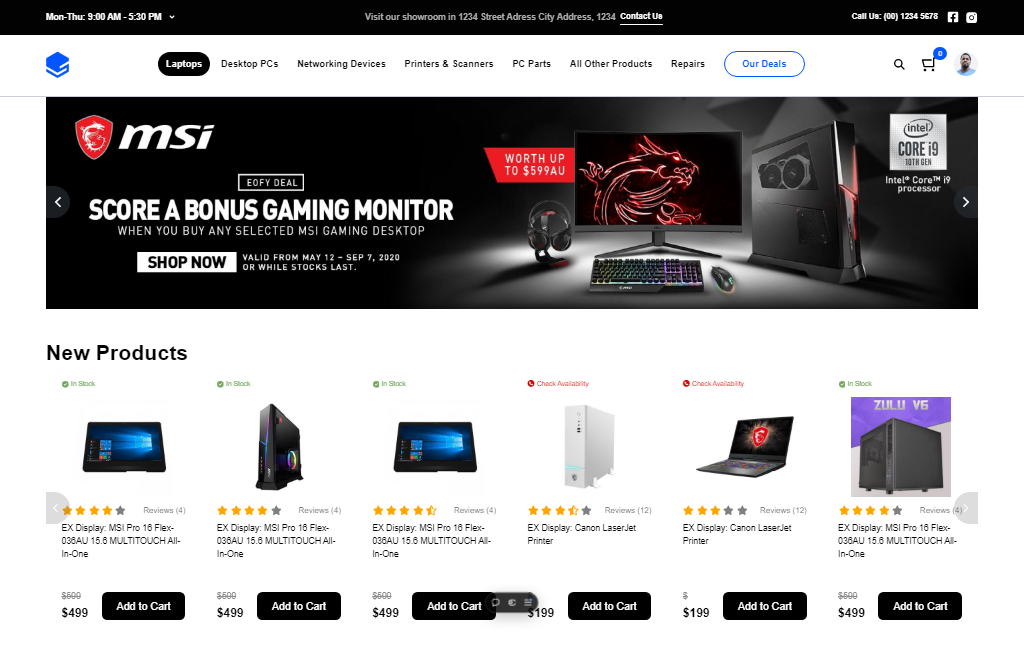 Mon-Thu: 9:00 AM - 5:30 PM
Visit our showroom in 1234 Street Adress City Address, 1234 Contact Us
Call Us: (00) 1234 5678
Laptops Desktop PCs Networking Devices Printers & Scanners PC Parts All Other Products Repairs Our Deals
0
msi
EOFY DEAL
SCORE A BONUS GAMING MONITOR
WHEN YOU BUY ANY SELECTED MSI GAMING DESKTOP
SHOP NOW
VALID FROM MAY 12 – SEP 7, 2020
OR WHILE STOCKS LAST.
WORTH UP
TO $599AU
intel
CORE i9
10TH GEN
Intel® Core™ i9
processor
New Products
In Stock
Reviews (4)
EX Display: MSI Pro 16 Flex-
036AU 15.6 MULTITOUCH All-
In-One
$500
$499
Add to Cart
In Stock
Reviews (4)
EX Display: MSI Pro 16 Flex-
036AU 15.6 MULTITOUCH All-
In-One
$500
$499
Add to Cart
In Stock
Reviews (4)
EX Display: MSI Pro 16 Flex-
036AU 15.6 MULTITOUCH All-
In-One
$500
$499
Add to Cart
Check Availability
Reviews (12)
EX Display: Canon LaserJet
Printer
$199
Add to Cart
Check Availability
Reviews (12)
EX Display: Canon LaserJet
Printer
$
$199
Add to Cart
In Stock
ZULU V6
Reviews (4)
EX Display: MSI Pro 16 Flex-
036AU 15.6 MULTITOUCH All-
In-One
$500
$499
Add to Cart